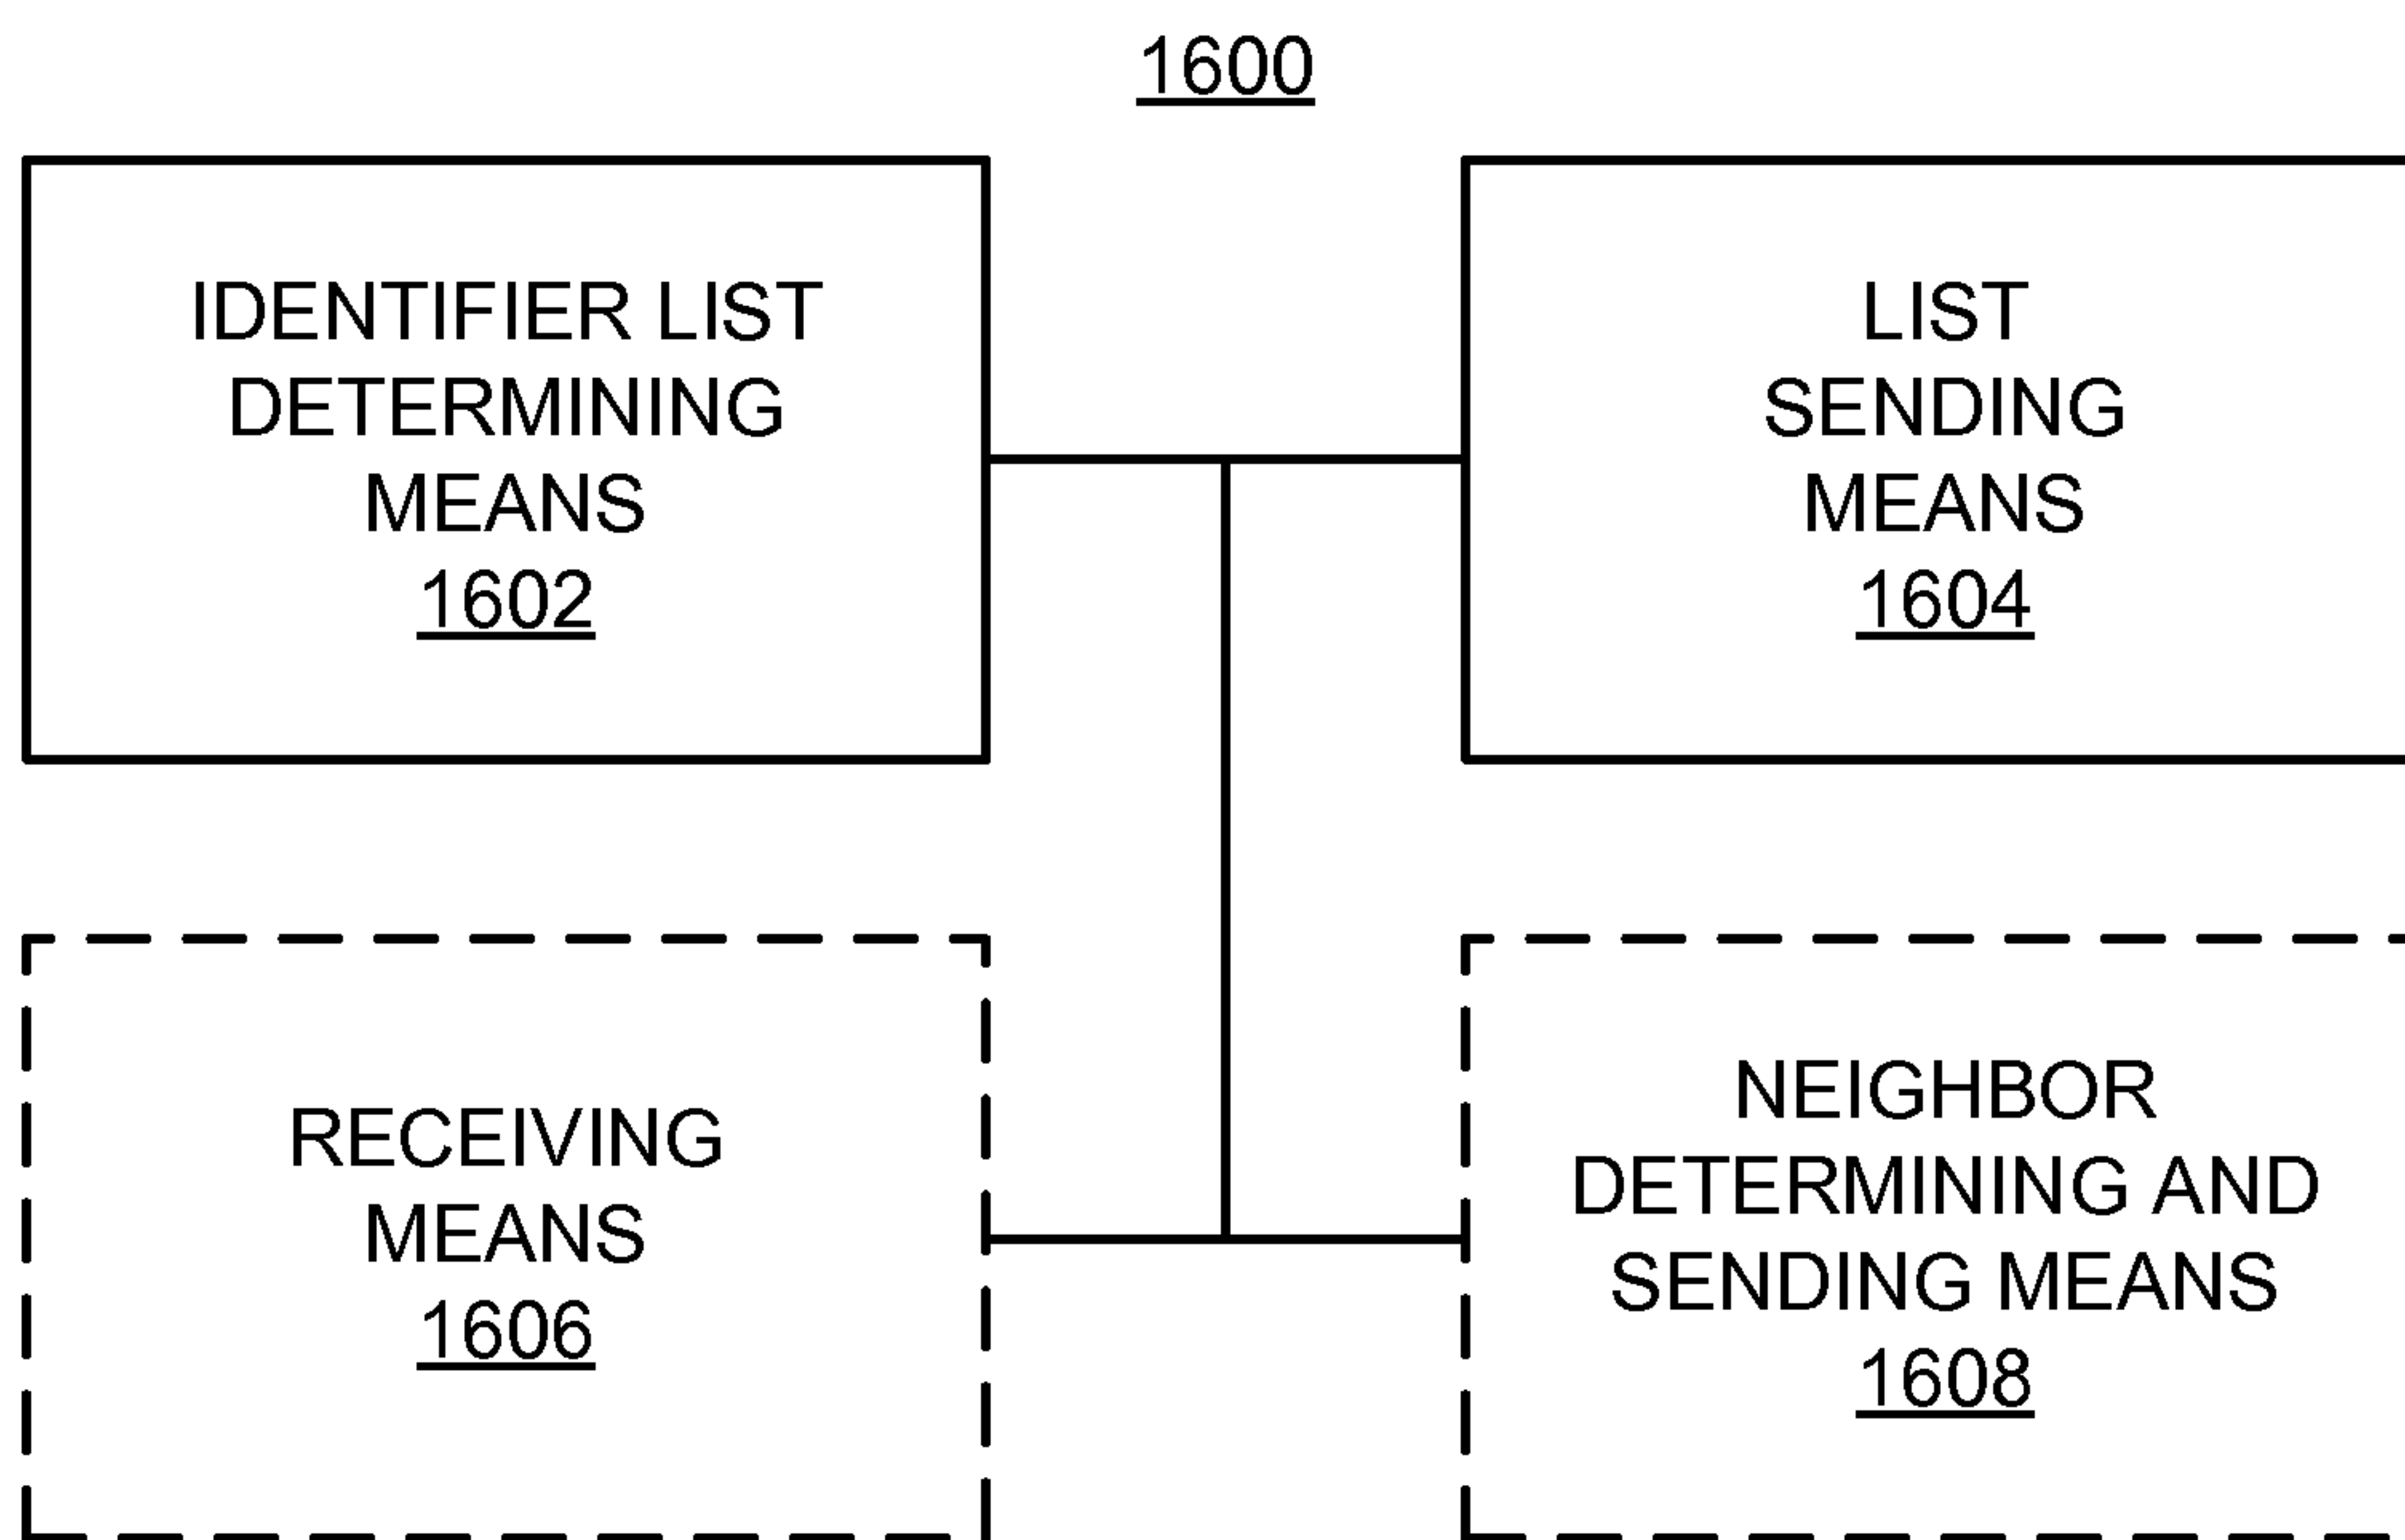 1600
IDENTIFIER LIST
DETERMINING
MEANS
1602
LIST
SENDING
MEANS
1604
RECEIVING
MEANS
1606
NEIGHBOR
DETERMINING AND
SENDING MEANS
1608